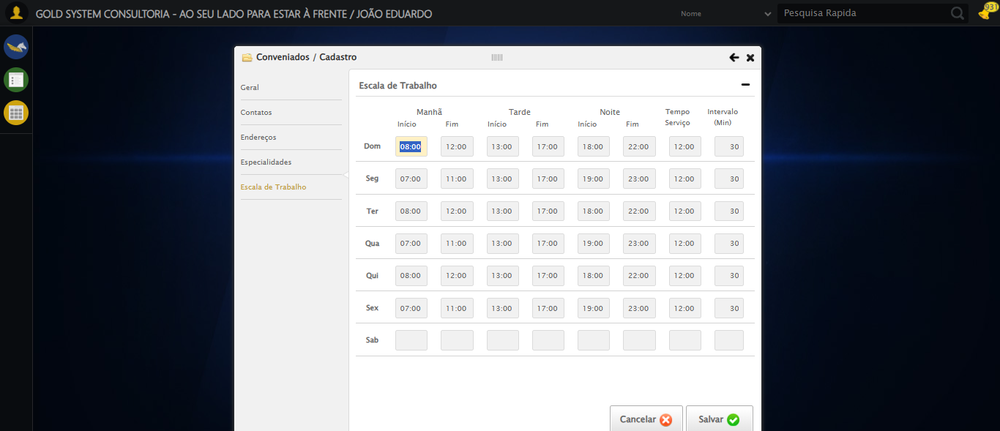 GOLD SYSTEM CONSULTORIA - AO SEU LADO PARA ESTAR À FRENTE / JOÃO EDUARDO
Nome
Pesquisa Rapida
931
Conveniados / Cadastro
Geral
Contatos
Endereços
Especialidades
Escala de Trabalho
Escala de Trabalho
Manhã Tarde Noite Tempo Serviço Intervalo (Min)
Início Fim Início Fim Início Fim
Dom 08:00 12:00 13:00 17:00 18:00 22:00 12:00 30
Seg 07:00 11:00 13:00 17:00 19:00 23:00 12:00 30
Ter 08:00 12:00 13:00 17:00 18:00 22:00 12:00 30
Qua 07:00 11:00 13:00 17:00 19:00 23:00 12:00 30
Qui 08:00 12:00 13:00 17:00 18:00 22:00 12:00 30
Sex 07:00 11:00 13:00 17:00 19:00 23:00 12:00 30
Sab
Cancelar Salvar